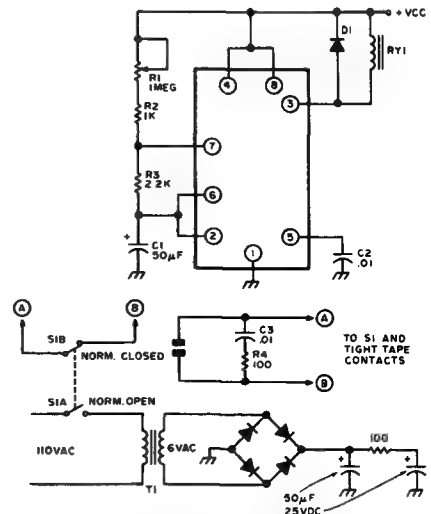 + VCC
D1
RY1
R1
1MEG
4
8
3
R2
1K
7
R3
2.2K
6
2
5
1
C1
50µF
+
C2
.01
A
B
S1B
NORM. CLOSED
C3
.01
R4
100
A
B
TO S1 AND
TIGHT TAPE
CONTACTS
S1A
NORM. OPEN
110VAC
T1
6VAC
100
+
+
50µF
25VDC